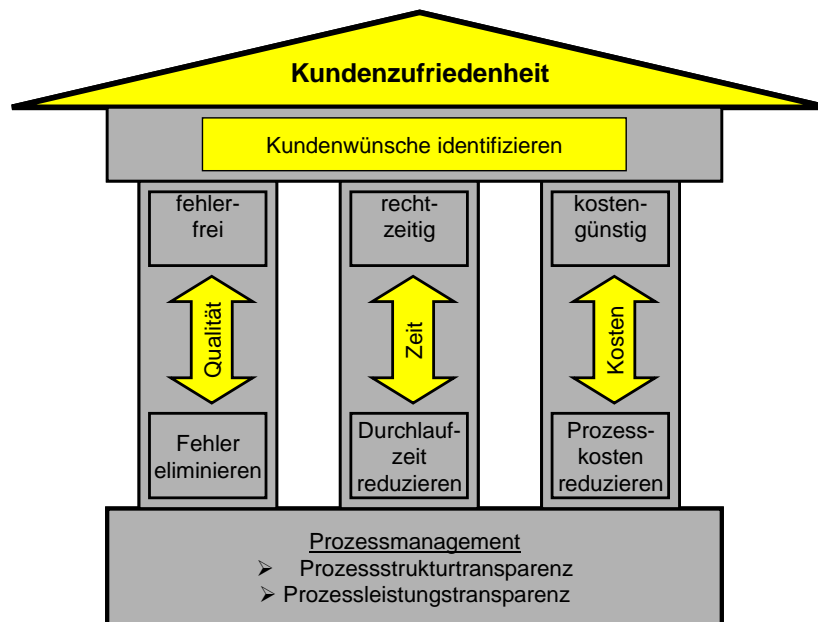 Kundenzufriedenheit
Kundenwünsche identifizieren
fehler-
frei
Qualität
Fehler
eliminieren
recht-
zeitig
Zeit
Durchlauf-
zeit
reduzieren
kosten-
günstig
Kosten
Prozess-
kosten
reduzieren
Prozessmanagement
➢ Prozessstrukturtransparenz
➢ Prozessleistungstransparenz